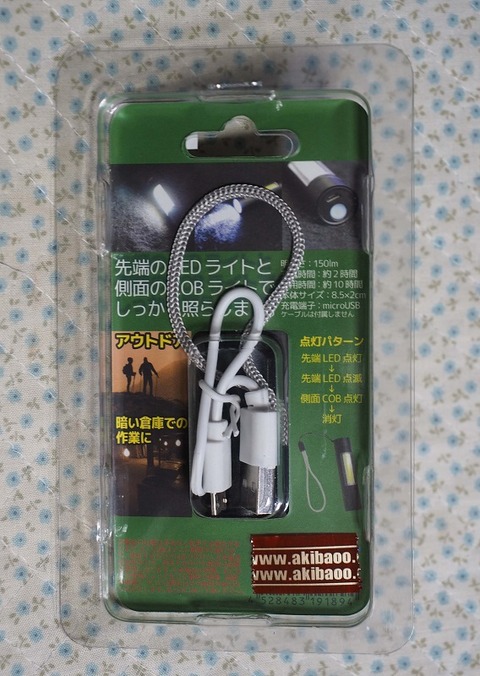 先端のLEDライトと
側面のCOBライトで
しっか 照らしま
さ：150lm
時間：約2時間
用時間：約10時間
本体サイズ：8.5×2cm
充電端子：microUSB
ケーブルは付属しません
アウトド
暗い倉庫での
作業に
点灯パターン
先端LED点灯
↓
先端LED点滅
↓
側面COB点灯
↓
消灯
www.akibaoo.
www.akibaoo.